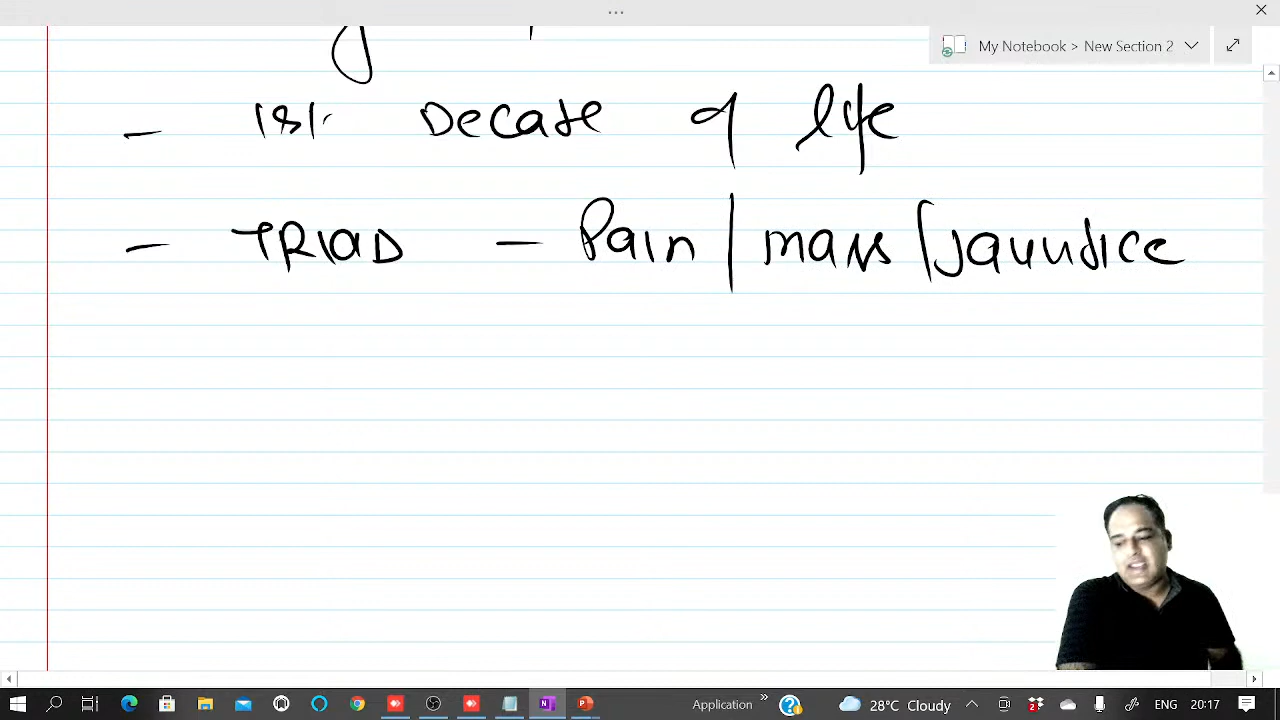 My Notebook > New Section 2
- 1st Decade of life
- TRIAD - Pain | mass | Jaundice
Application
28°C Cloudy
ENG
20:17